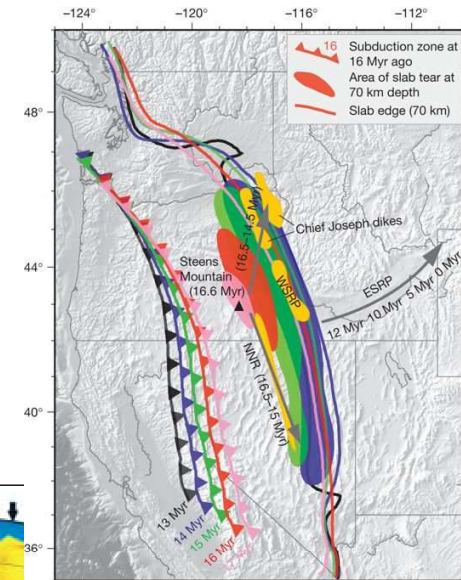 −124° −120° −116° −112°
16 Subduction zone at
16 Myr ago
Area of slab tear at
70 km depth
Slab edge (70 km)
48°
44°
40°
36°
Chief Joseph dikes
(16.5–14.5 Myr)
Steens
Mountain
(16.6 Myr)
WSRP
ESRP
12 Myr 10 Myr 5 Myr 0 Myr
NNR (16.5–15 Myr)
13 Myr
14 Myr
15 Myr
16 Myr